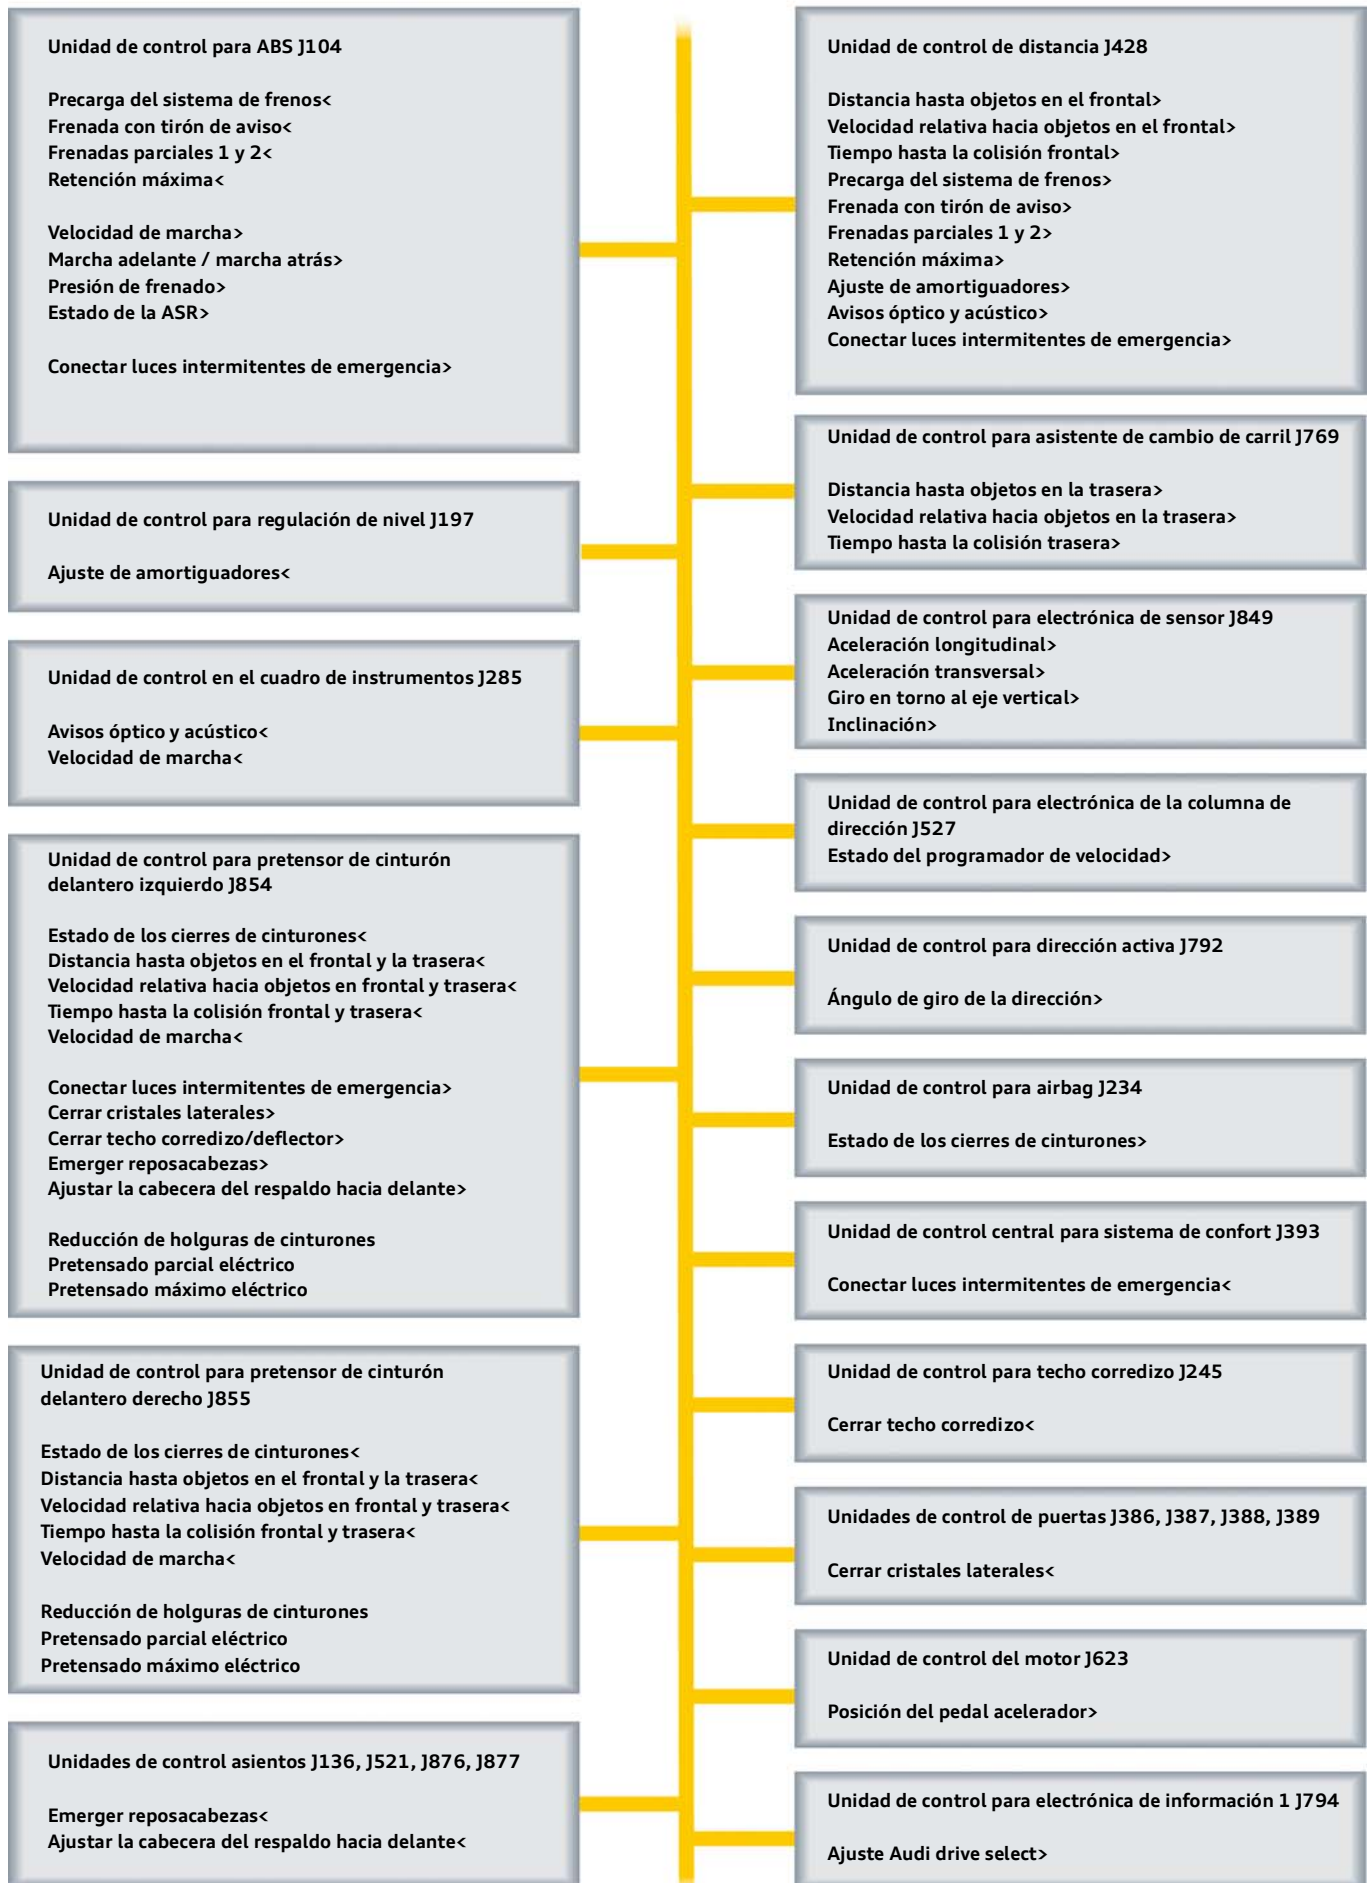 Unidad de control para ABS J104
Precarga del sistema de frenos<
Frenada con tirón de aviso<
Frenadas parciales 1 y 2<
Retención máxima<
Velocidad de marcha>
Marcha adelante / marcha atrás>
Presión de frenado>
Estado de la ASR>
Conectar luces intermitentes de emergencia>
Unidad de control para regulación de nivel J197
Ajuste de amortiguadores<
Unidad de control en el cuadro de instrumentos J285
Avisos óptico y acústico<
Velocidad de marcha<
Unidad de control para pretensor de cinturón
delantero izquierdo J854
Estado de los cierres de cinturones<
Distancia hasta objetos en el frontal y la trasera<
Velocidad relativa hacia objetos en frontal y trasera<
Tiempo hasta la colisión frontal y trasera<
Velocidad de marcha<
Conectar luces intermitentes de emergencia>
Cerrar cristales laterales>
Cerrar techo corredizo/deflector>
Emerger reposacabezas>
Ajustar la cabecera del respaldo hacia delante>
Reducción de holguras de cinturones
Pretensado parcial eléctrico
Pretensado máximo eléctrico
Unidad de control para pretensor de cinturón
delantero derecho J855
Estado de los cierres de cinturones<
Distancia hasta objetos en el frontal y la trasera<
Velocidad relativa hacia objetos en frontal y trasera<
Tiempo hasta la colisión frontal y trasera<
Velocidad de marcha<
Reducción de holguras de cinturones
Pretensado parcial eléctrico
Pretensado máximo eléctrico
Unidades de control asientos J136, J521, J876, J877
Emerger reposacabezas<
Ajustar la cabecera del respaldo hacia delante<
Unidad de control de distancia J428
Distancia hasta objetos en el frontal>
Velocidad relativa hacia objetos en el frontal>
Tiempo hasta la colisión frontal>
Precarga del sistema de frenos>
Frenada con tirón de aviso>
Frenadas parciales 1 y 2>
Retención máxima>
Ajuste de amortiguadores>
Avisos óptico y acústico>
Conectar luces intermitentes de emergencia>
Unidad de control para asistente de cambio de carril J769
Distancia hasta objetos en la trasera>
Velocidad relativa hacia objetos en la trasera>
Tiempo hasta la colisión trasera>
Unidad de control para electrónica de sensor J849
Aceleración longitudinal>
Aceleración transversal>
Giro en torno al eje vertical>
Inclinación>
Unidad de control para electrónica de la columna de
dirección J527
Estado del programador de velocidad>
Unidad de control para dirección activa J792
Ángulo de giro de la dirección>
Unidad de control para airbag J234
Estado de los cierres de cinturones>
Unidad de control central para sistema de confort J393
Conectar luces intermitentes de emergencia<
Unidad de control para techo corredizo J245
Cerrar techo corredizo<
Unidades de control de puertas J386, J387, J388, J389
Cerrar cristales laterales<
Unidad de control del motor J623
Posición del pedal acelerador>
Unidad de control para electrónica de información 1 J794
Ajuste Audi drive select>